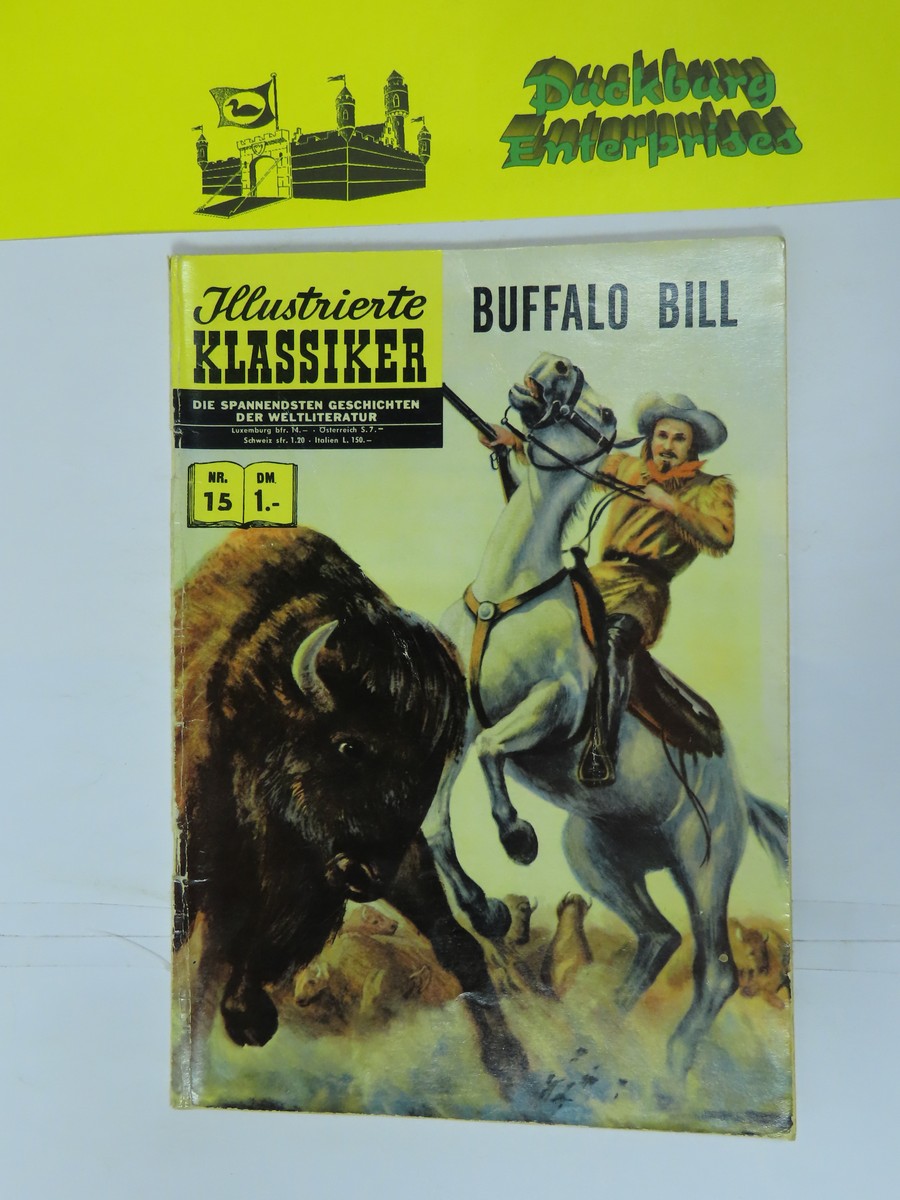 Duckburg
Enterprises
Illustrierte
KLASSIKER
DIE SPANNENDSTEN GESCHICHTEN
DER WELTLITERATUR
Luxemburg bfr. 14.— · Österreich S. 7.—
Schweiz sfr. 1.20 · Italien L. 150.—
BUFFALO BILL
NR. DM.
15 1.-